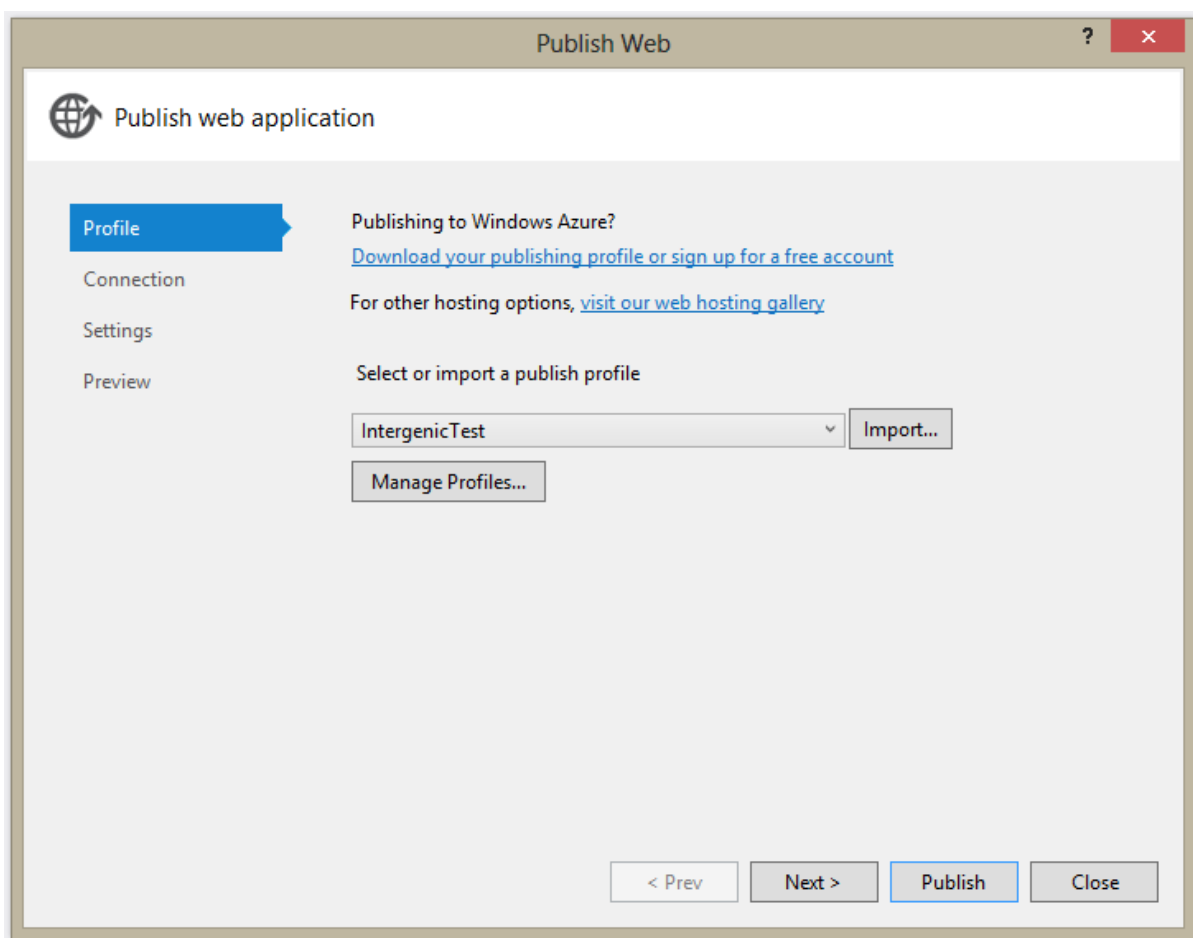 Publish Web
?
Publish web application
Profile
Connection
Settings
Preview
Publishing to Windows Azure?
Download your publishing profile or sign up for a free account
For other hosting options, visit our web hosting gallery
Select or import a publish profile
IntergenicTest
Import...
Manage Profiles...
< Prev
Next >
Publish
Close